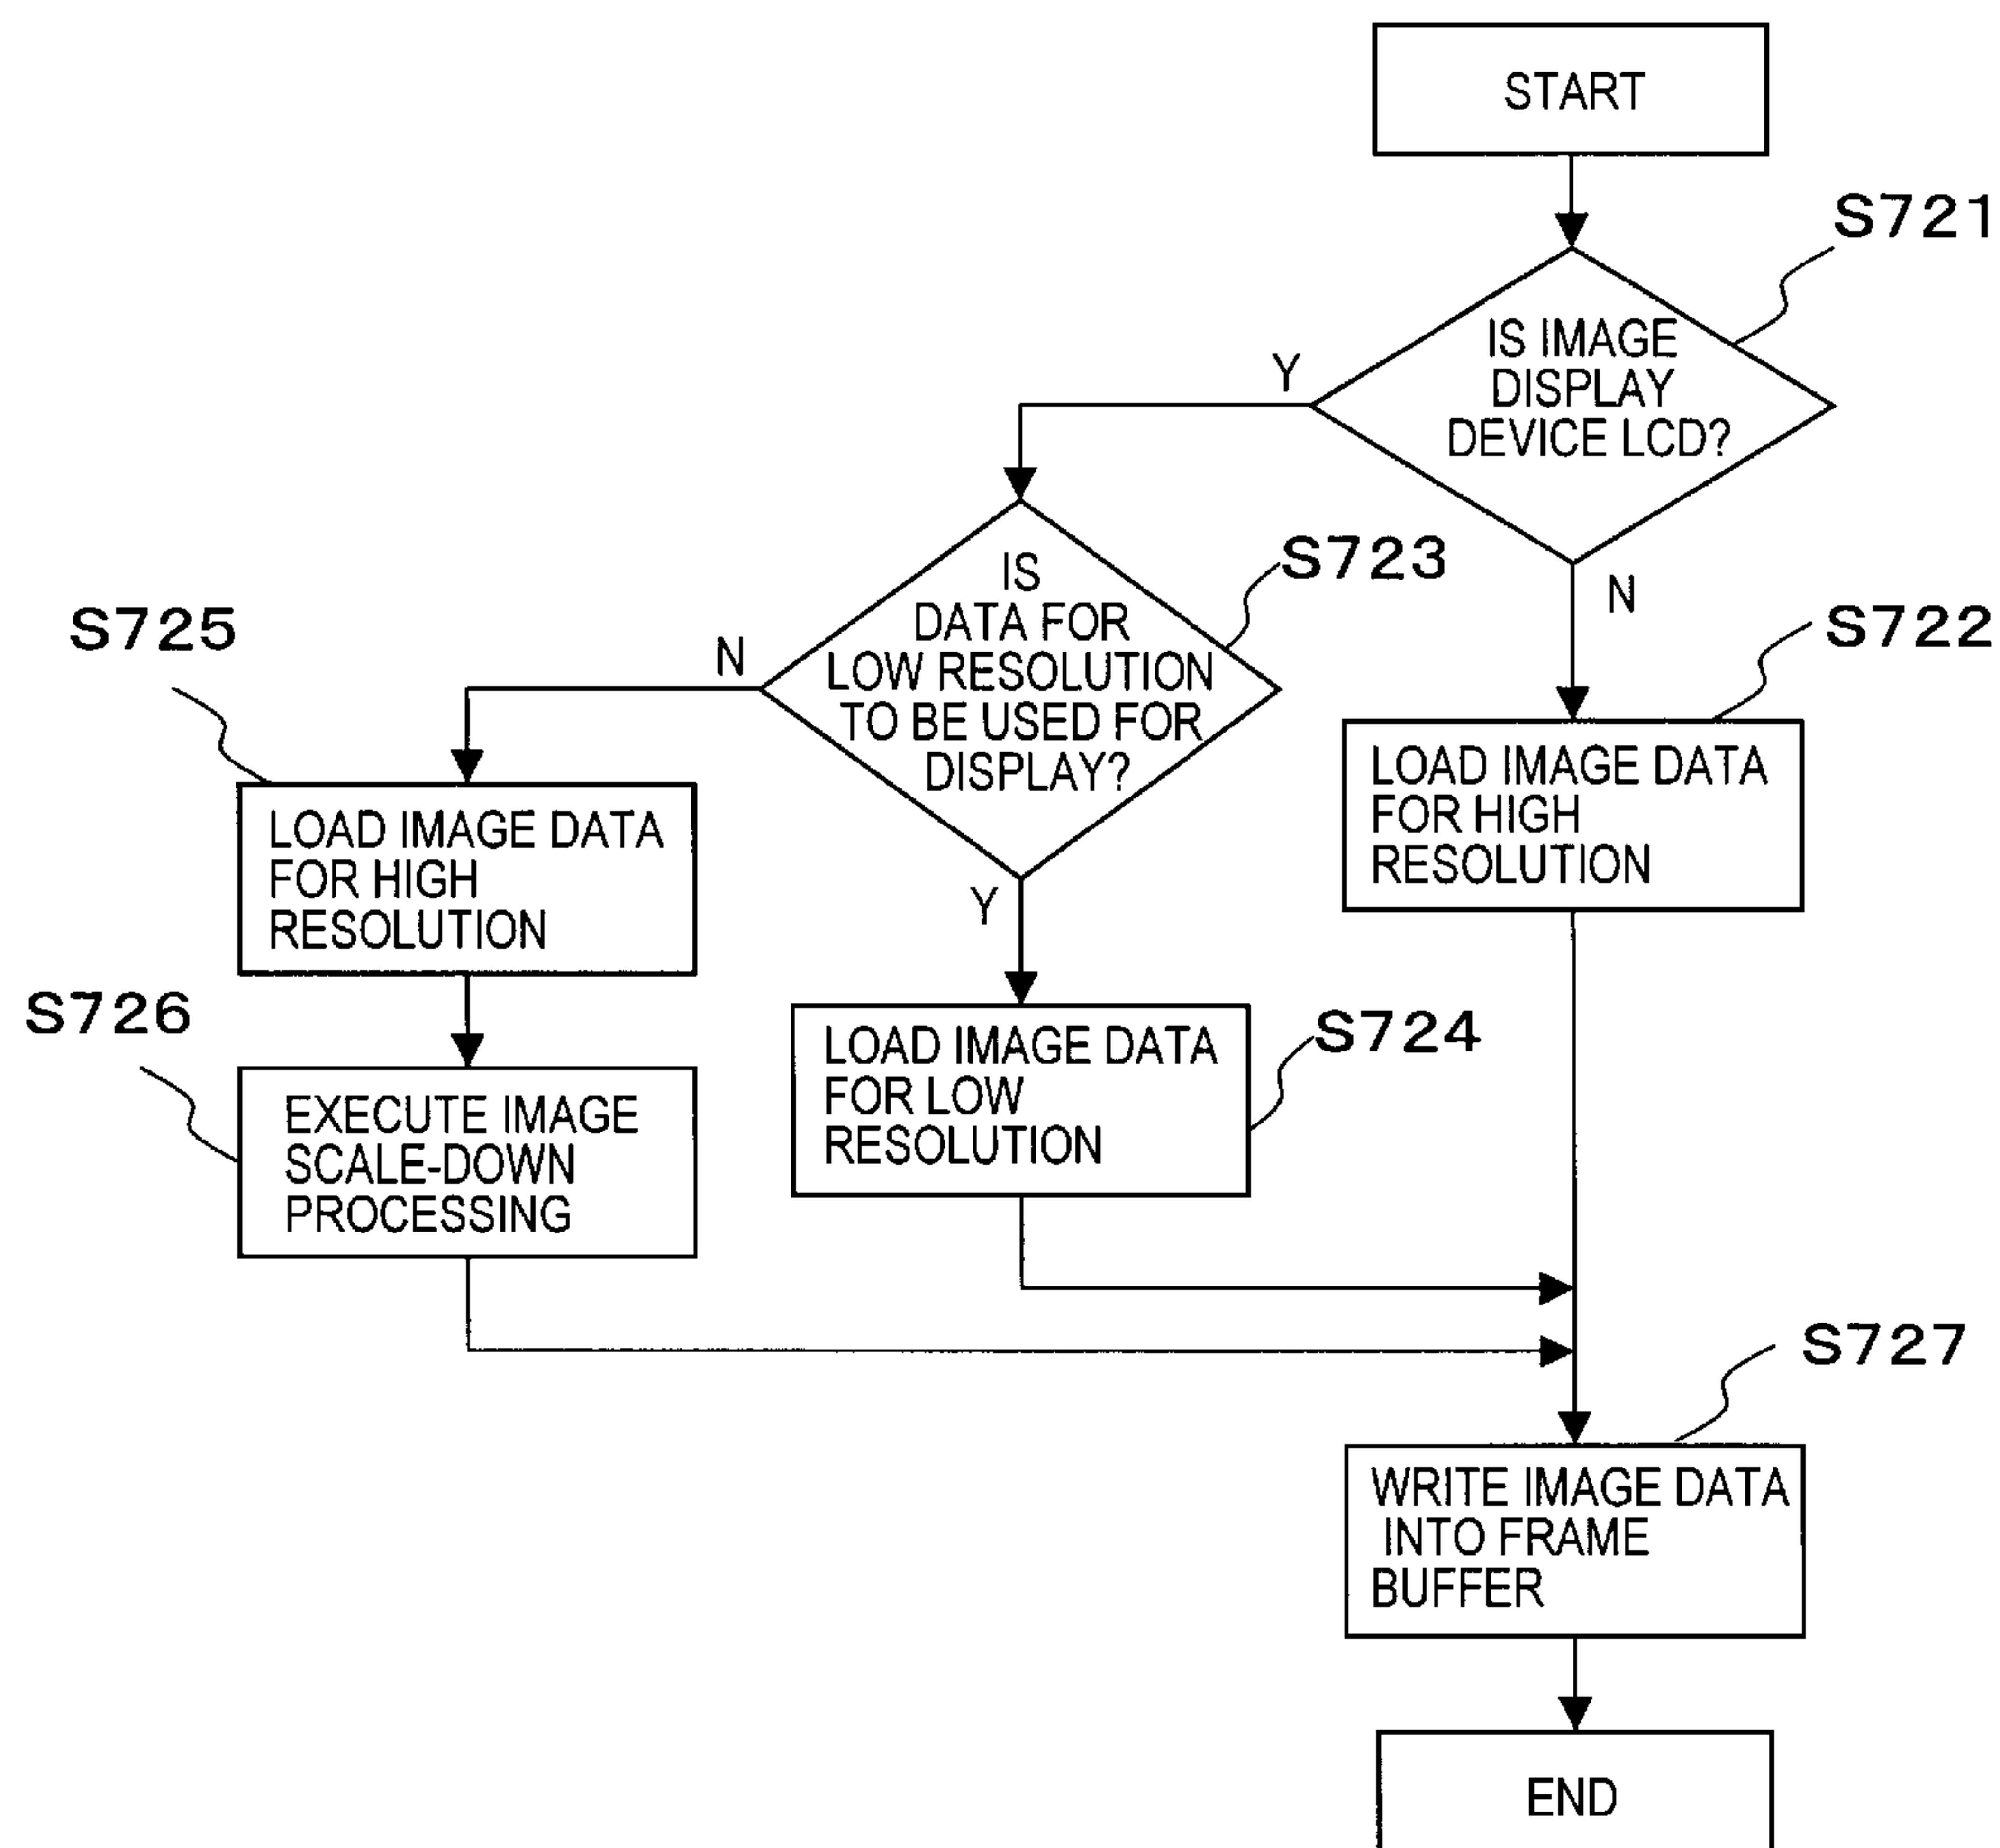 START
S721
IS IMAGE
DISPLAY
DEVICE LCD?
Y
N
S723
IS
DATA FOR
LOW RESOLUTION
TO BE USED FOR
DISPLAY?
N
Y
S722
LOAD IMAGE DATA
FOR HIGH
RESOLUTION
S725
LOAD IMAGE DATA
FOR HIGH
RESOLUTION
S726
EXECUTE IMAGE
SCALE-DOWN
PROCESSING
S724
LOAD IMAGE DATA
FOR LOW
RESOLUTION
S727
WRITE IMAGE DATA
INTO FRAME
BUFFER
END